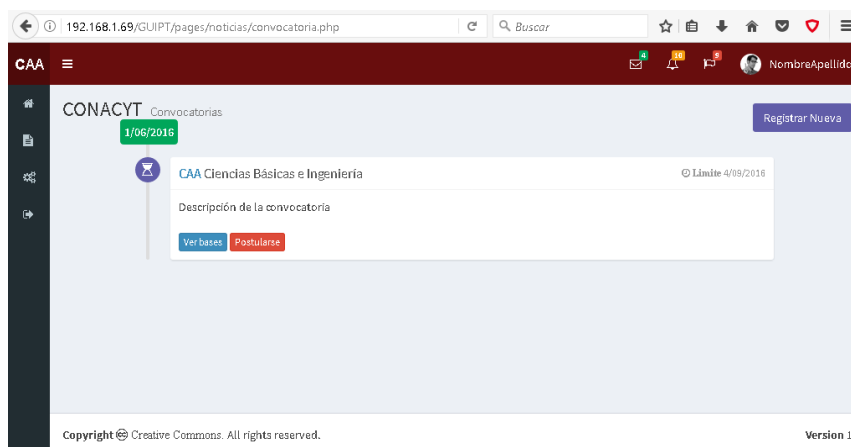 192.168.1.69/GUIPT/pages/noticias/convocatoria.php
Buscar
CAA
4
10
9
NombreApellido
CONACYT Convocatorias
Registrar Nueva
1/06/2016
CAA Ciencias Básicas e Ingeniería
Limite 4/09/2016
Descripción de la convocatoria
Ver bases
Postularse
Copyright Creative Commons. All rights reserved.
Version 1